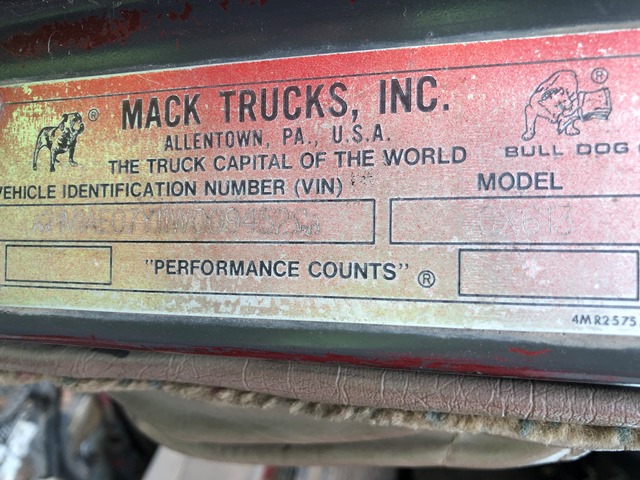 MACK TRUCKS, INC.
ALLENTOWN, PA., U.S.A.
THE TRUCK CAPITAL OF THE WORLD
BULL DOG
VEHICLE IDENTIFICATION NUMBER (VIN)
MODEL
"PERFORMANCE COUNTS" ®
4MR2575